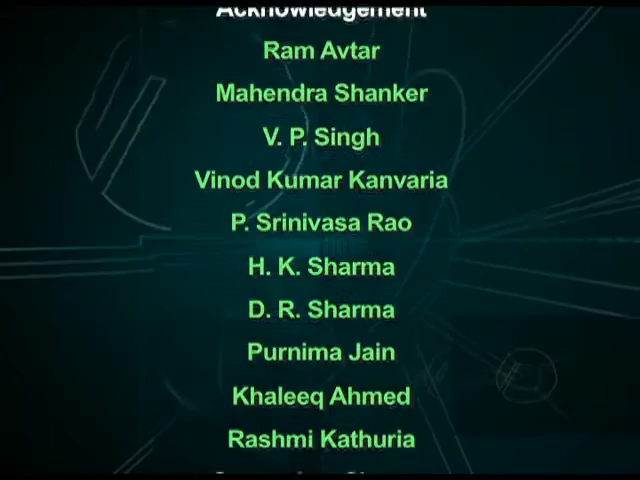 Acknowledgement
Ram Avtar
Mahendra Shanker
V. P. Singh
Vinod Kumar Kanvaria
P. Srinivasa Rao
H. K. Sharma
D. R. Sharma
Purnima Jain
Khaleeq Ahmed
Rashmi Kathuria